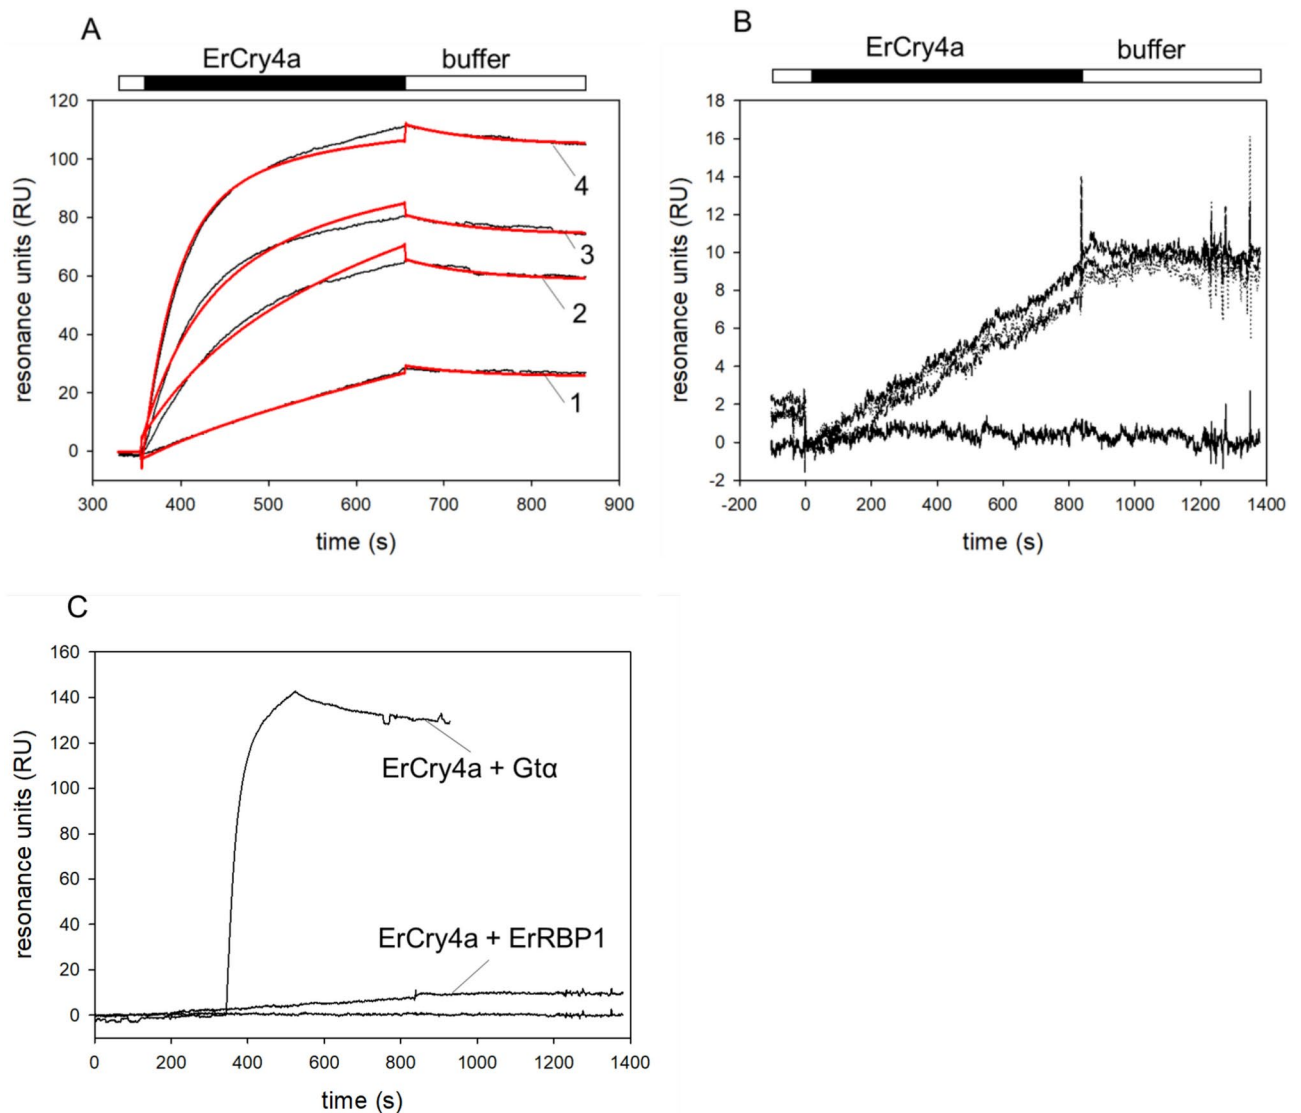 A
ErCry4a buffer
120
100
80
60
40
20
0
resonance units (RU)
4
3
2
1
300 400 500 600 700 800 900
time (s)
B
ErCry4a buffer
18
16
14
12
10
8
6
4
2
0
-2
resonance units (RU)
-200 0 200 400 600 800 1000 1200 1400
time (s)
C
160
140
120
100
80
60
40
20
0
resonance units (RU)
ErCry4a + Gtα
ErCry4a + ErRBP1
0 200 400 600 800 1000 1200 1400
time (s)